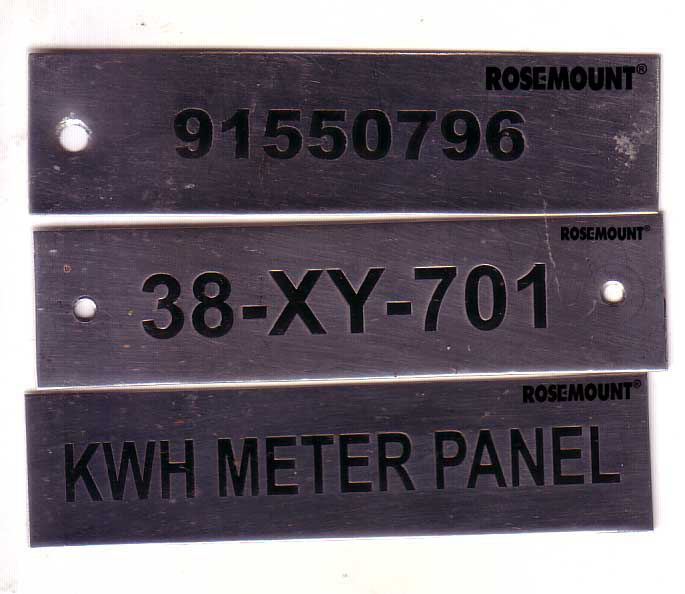 ROSEMOUNT®
91550796
ROSEMOUNT®
38-XY-701
ROSEMOUNT®
KWH METER PANEL